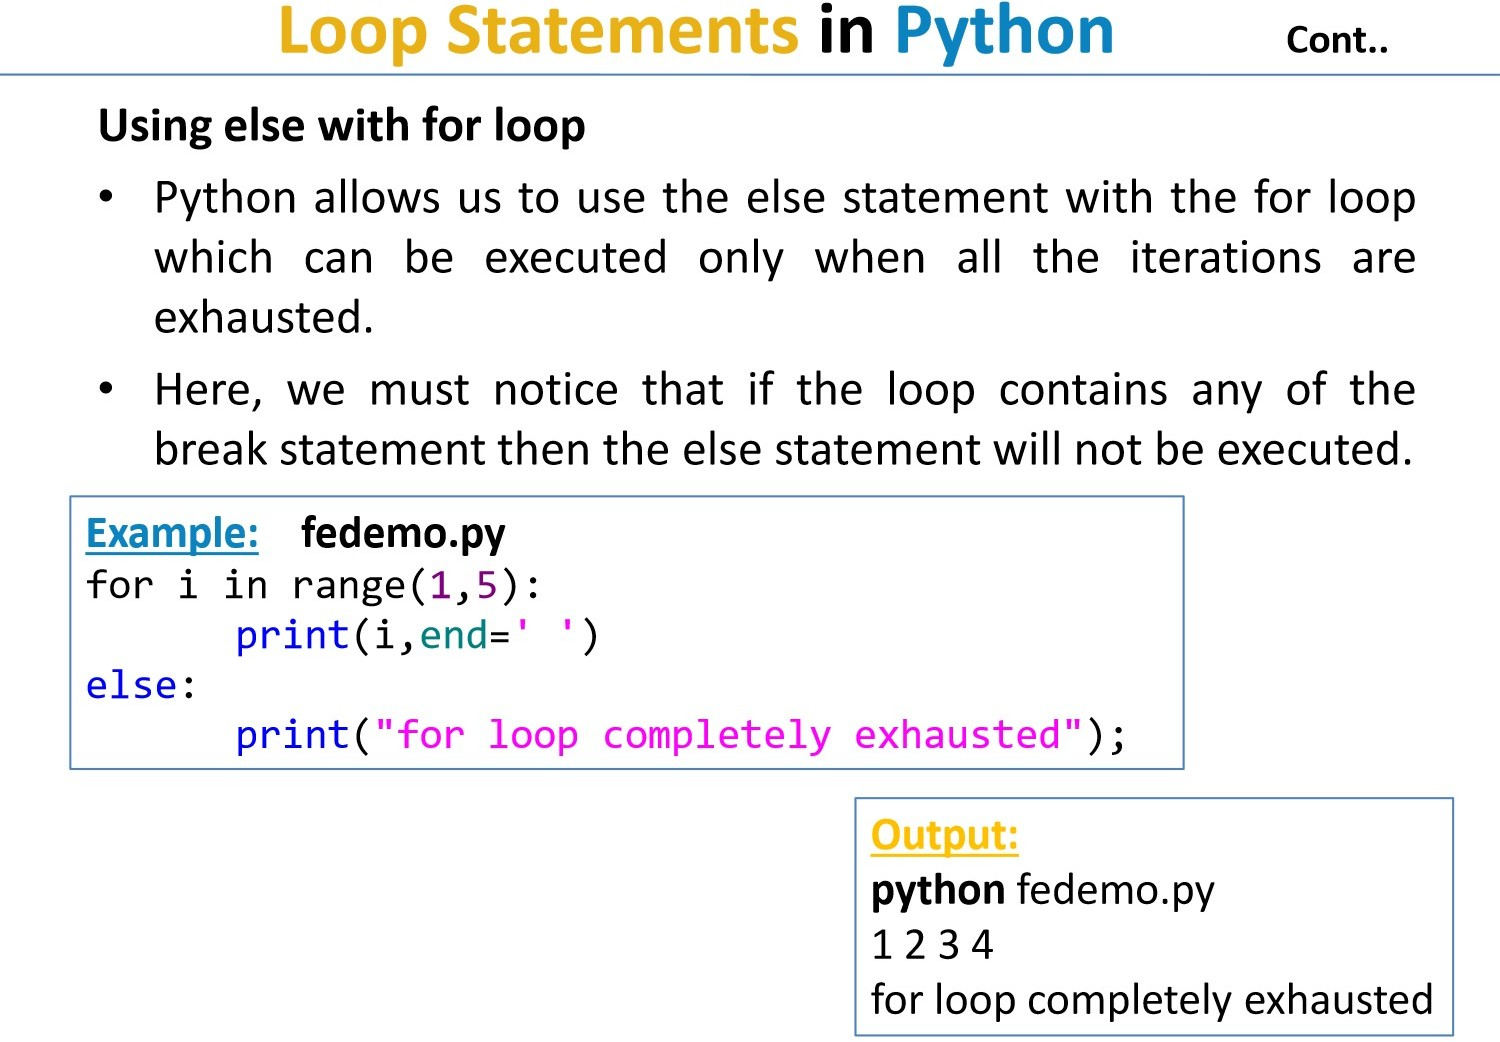 Loop Statements in Python Cont..
Using else with for loop
• Python allows us to use the else statement with the for loop
which can be executed only when all the iterations are
exhausted.
• Here, we must notice that if the loop contains any of the
break statement then the else statement will not be executed.
Example: fedemo.py
for i in range(1,5):
print(i,end=' ')
else:
print("for loop completely exhausted");
Output:
python fedemo.py
1 2 3 4
for loop completely exhausted